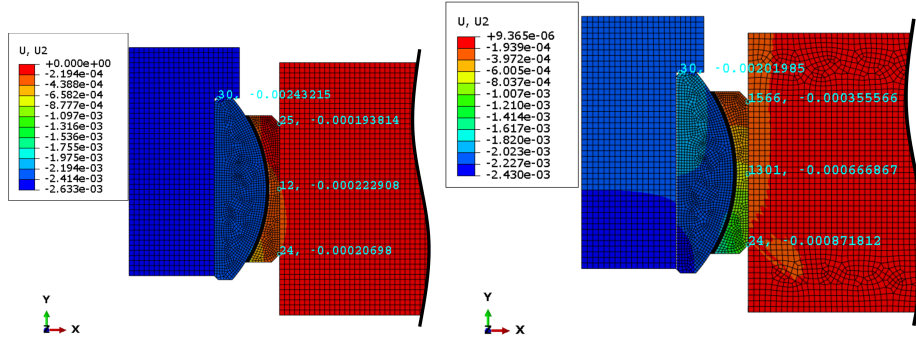 U, U2
+0.000e+00
-2.194e-04
-4.388e-04
-6.582e-04
-8.777e-04
-1.097e-03
-1.316e-03
-1.536e-03
-1.755e-03
-1.975e-03
-2.194e-03
-2.414e-03
-2.633e-03
30, -0.00243215
25, -0.000193814
12, -0.000222908
24, -0.00020698
Y
Z
X
U, U2
+9.365e-06
-1.939e-04
-3.972e-04
-6.005e-04
-8.037e-04
-1.007e-03
-1.210e-03
-1.414e-03
-1.617e-03
-1.820e-03
-2.023e-03
-2.227e-03
-2.430e-03
30, -0.00201985
1566, -0.000355566
1301, -0.000666867
24, -0.000871812
Y
Z
X